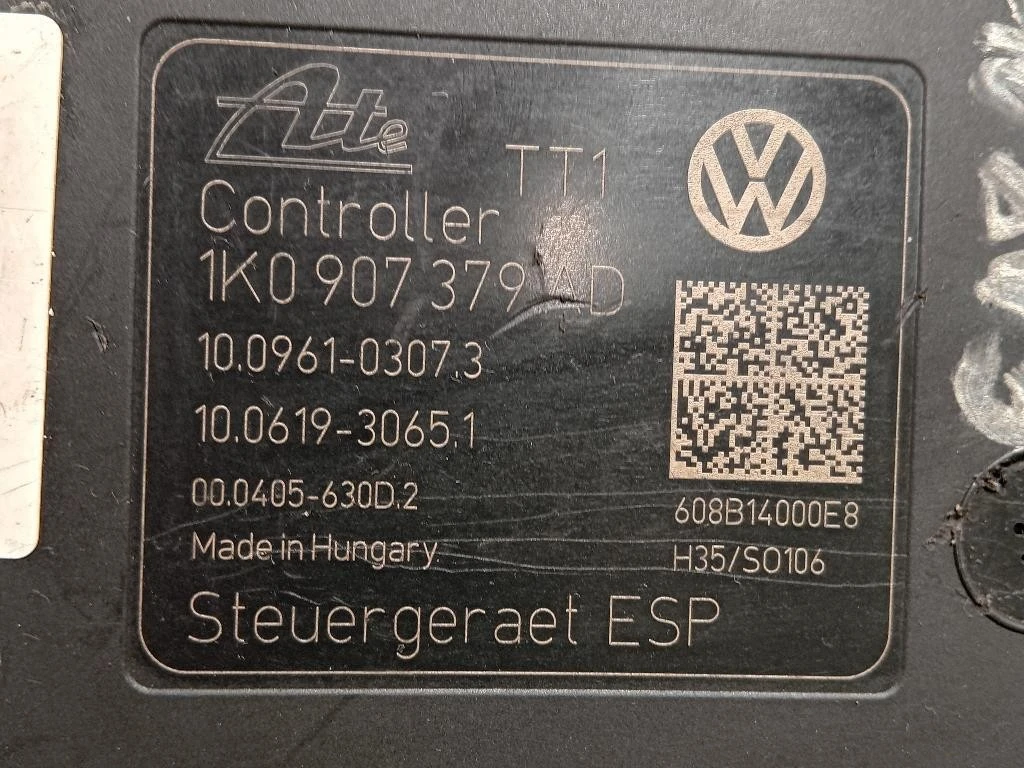 Ate
TT1
Controller
1K0 907 379 AD
10.0961-0307.3
10.0619-3065.1
00.0405-630D.2
608B14000E8
Made in Hungary
H35/SO106
Steuergeraet ESP